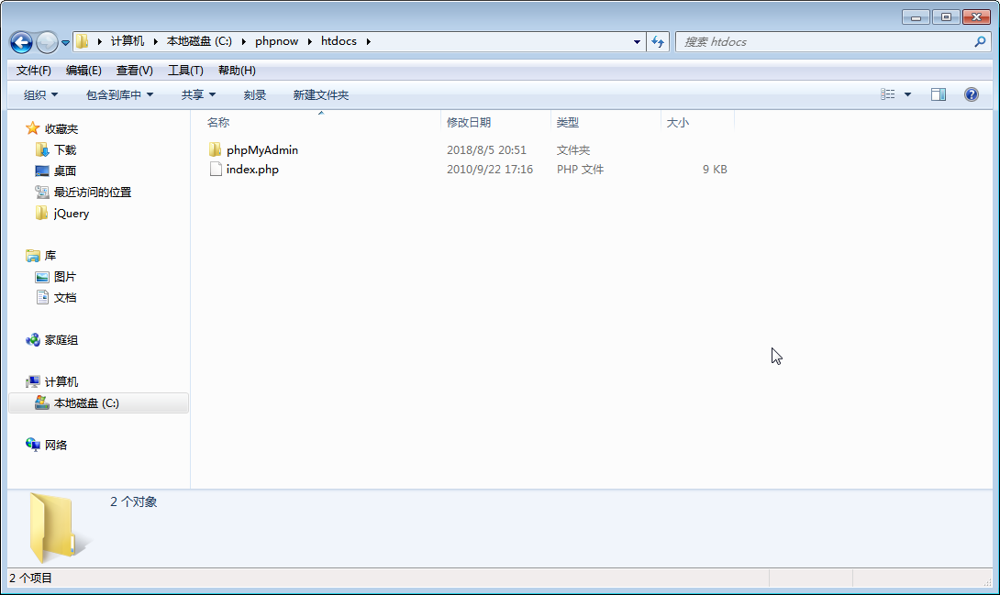 计算机 本地磁盘 (C:) phpnow htdocs 搜索 htdocs
文件(F) 编辑(E) 查看(V) 工具(T) 帮助(H)
组织 包含到库中 共享 刻录 新建文件夹
名称 修改日期 类型 大小
phpMyAdmin 2018/8/5 20:51 文件夹
index.php 2010/9/22 17:16 PHP 文件 9 KB
收藏夹
下载
桌面
最近访问的位置
jQuery
库
图片
文档
家庭组
计算机
本地磁盘 (C:)
网络
2 个对象
2 个项目